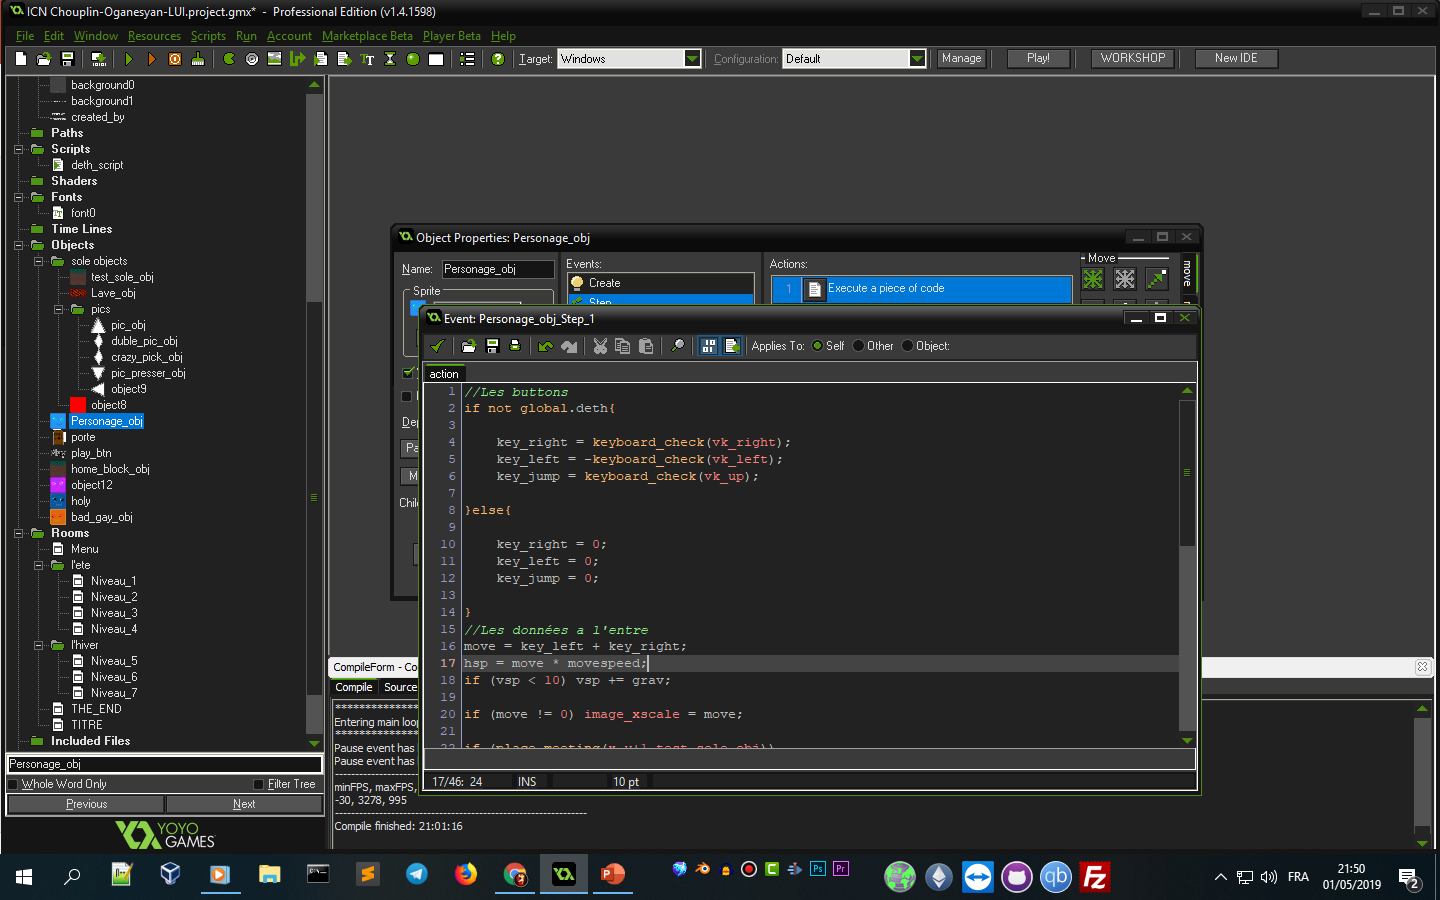 ICN Chouplin-Oganesyan-LUI.project.gmx* - Professional Edition (v1.4.1598)
File Edit Window Resources Scripts Run Account Marketplace Beta Player Beta Help
Target: Windows Configuration: Default Manage Play! WORKSHOP New IDE
background0
background1
created_by
Paths
Scripts
deth_script
Shaders
Fonts
font0
Time Lines
Objects
sole objects
test_sole_obj
Lave_obj
pics
pic_obj
duble_pic_obj
crazy_pick_obj
pic_presser_obj
object9
object8
Personage_obj
porte
play_btn
home_block_obj
object12
holy
bad_gay_obj
Rooms
Menu
l'ete
Niveau_1
Niveau_2
Niveau_3
Niveau_4
l'hiver
Niveau_5
Niveau_6
Niveau_7
THE_END
TITRE
Included Files
Personage_obj
Whole Word Only Filter Tree
Previous Next
YOYO
GAMES
Object Properties: Personage_obj
Name: Personage_obj
Sprite
Events:
Create
Step
Actions:
1 Execute a piece of code
Move
move
Event: Personage_obj_Step_1
Applies To: Self Other Object:
action
1 //Les buttons
2 if not global.deth{
3
4 key_right = keyboard_check(vk_right);
5 key_left = -keyboard_check(vk_left);
6 key_jump = keyboard_check(vk_up);
7
8 }else{
9
10 key_right = 0;
11 key_left = 0;
12 key_jump = 0;
13
14 }
15 //Les données a l'entre
16 move = key_left + key_right;
17 hsp = move * movespeed;
18 if (vsp < 10) vsp += grav;
19
20 if (move != 0) image_xscale = move;
21
22 if (place_meeting(x,y+1,test_sole_obj))
17/46: 24 INS 10 pt
CompileForm - Co
Compile Source
Entering main loop
Pause event has
Pause event has
minFPS, maxFPS,
-30, 3278, 995
Compile finished: 21:01:16
FRA
21:50
01/05/2019
2